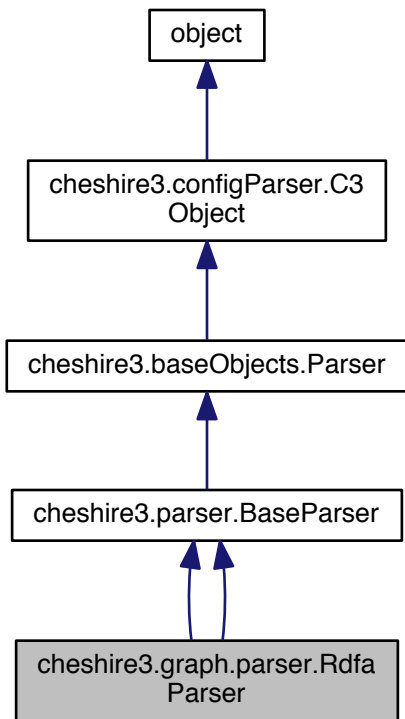 object
cheshire3.configParser.C3
Object
cheshire3.baseObjects.Parser
cheshire3.parser.BaseParser
cheshire3.graph.parser.Rdfa
Parser